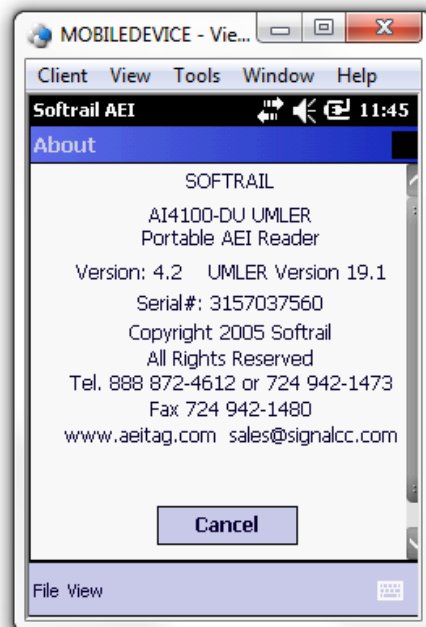 MOBILEDEVICE - Vie...
Client View Tools Window Help
Softrail AEI 11:45
About
SOFTRAIL
AI4100-DU UMLER
Portable AEI Reader
Version: 4.2 UMLER Version 19.1
Serial#: 3157037560
Copyright 2005 Softrail
All Rights Reserved
Tel. 888 872-4612 or 724 942-1473
Fax 724 942-1480
www.aeitag.com sales@signalcc.com
Cancel
File View